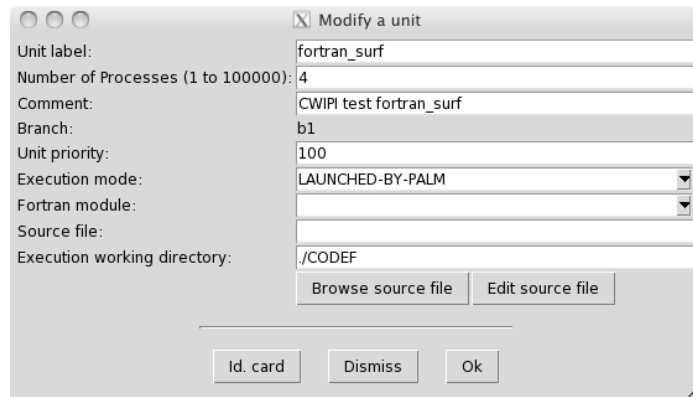 Modify a unit
Unit label: fortran_surf
Number of Processes (1 to 100000): 4
Comment: CWIPI test fortran_surf
Branch: b1
Unit priority: 100
Execution mode: LAUNCHED-BY-PALM
Fortran module:
Source file:
Execution working directory: ./CODEF
Browse source file Edit source file
Id. card Dismiss Ok